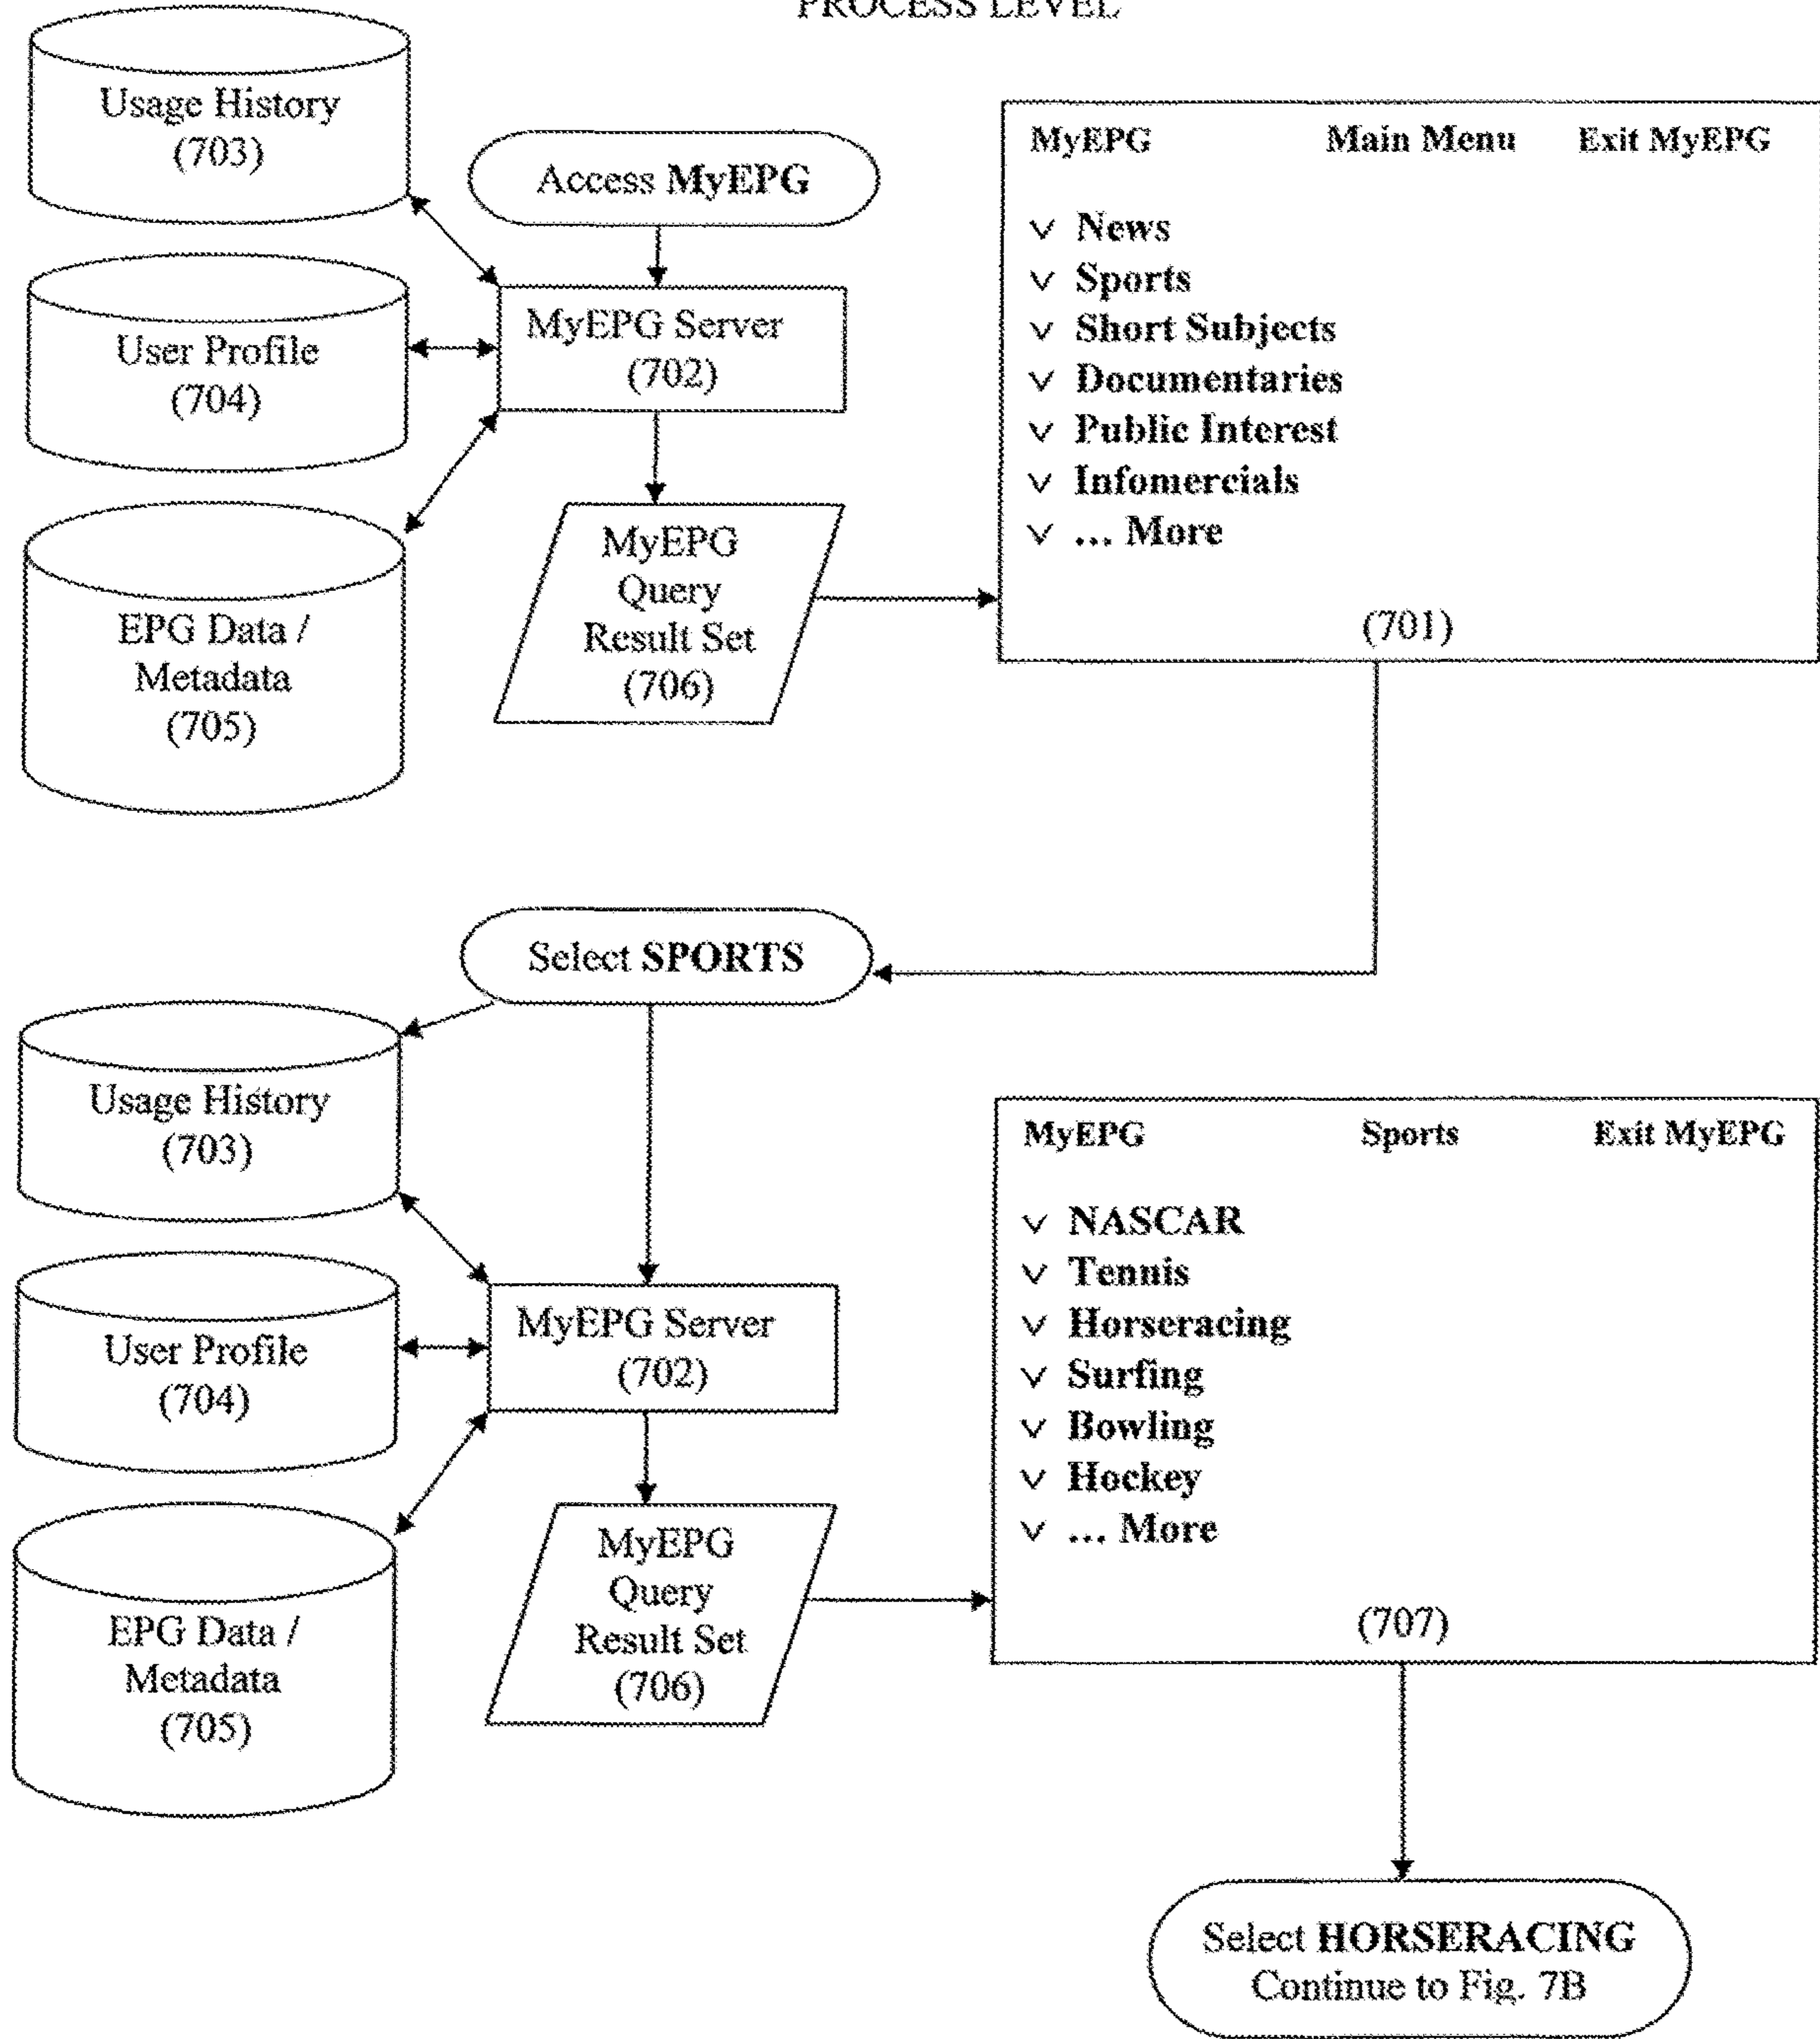 PROCESS LEVEL
Usage History
(703)
Access MyEPG
User Profile
(704)
MyEPG Server
(702)
EPG Data /
Metadata
(705)
MyEPG
Query
Result Set
(706)
MyEPG Main Menu Exit MyEPG
v News
v Sports
v Short Subjects
v Documentaries
v Public Interest
v Infomercials
v ... More
(701)
Select SPORTS
Usage History
(703)
User Profile
(704)
MyEPG Server
(702)
EPG Data /
Metadata
(705)
MyEPG
Query
Result Set
(706)
MyEPG Sports Exit MyEPG
v NASCAR
v Tennis
v Horseracing
v Surfing
v Bowling
v Hockey
v ... More
(707)
Select HORSERACING
Continue to Fig. 7B